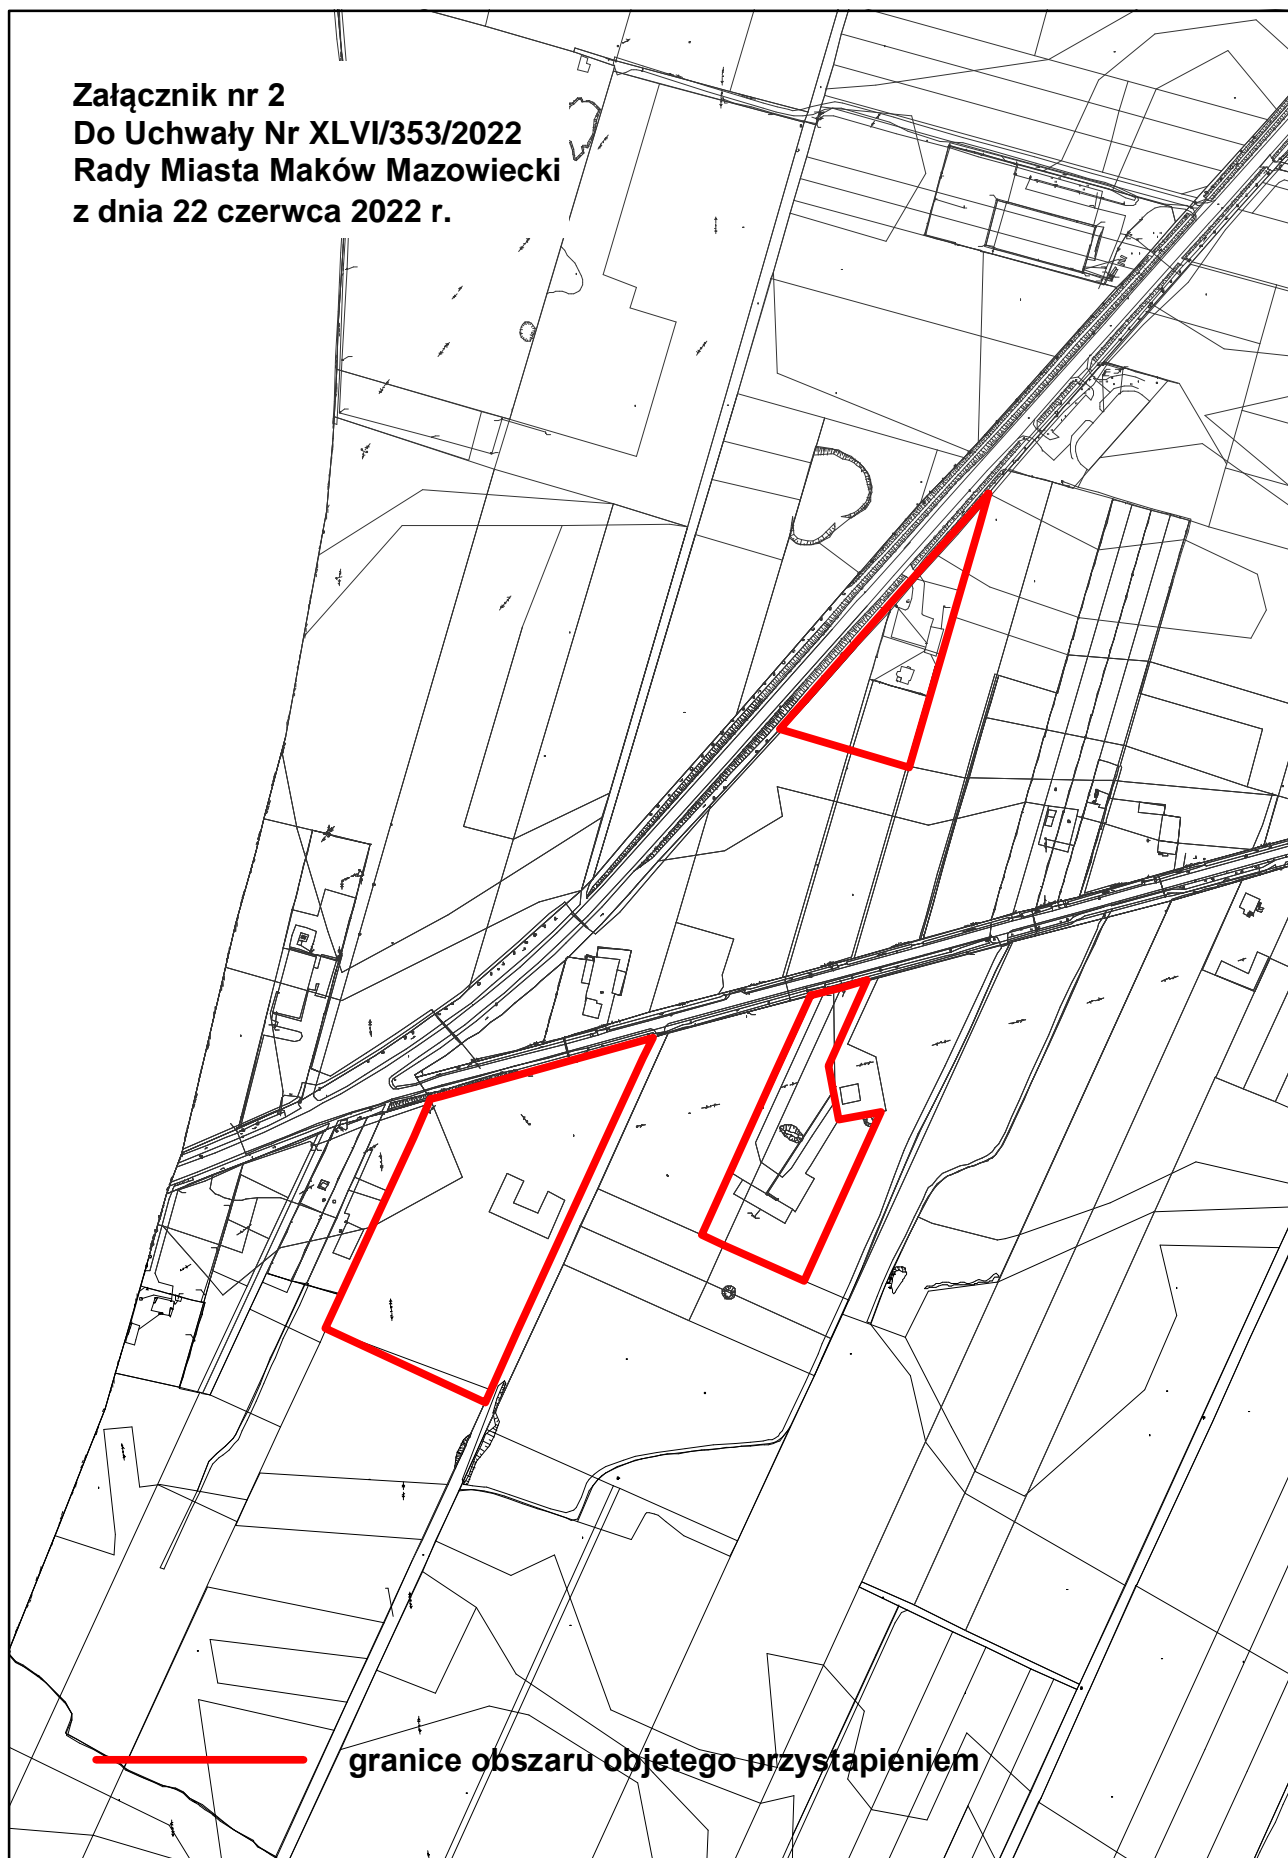 Załącznik nr 2
Do Uchwały Nr XLVI/353/2022
Rady Miasta Maków Mazowiecki
z dnia 22 czerwca 2022 r.
granice obszaru objetego przystapieniem